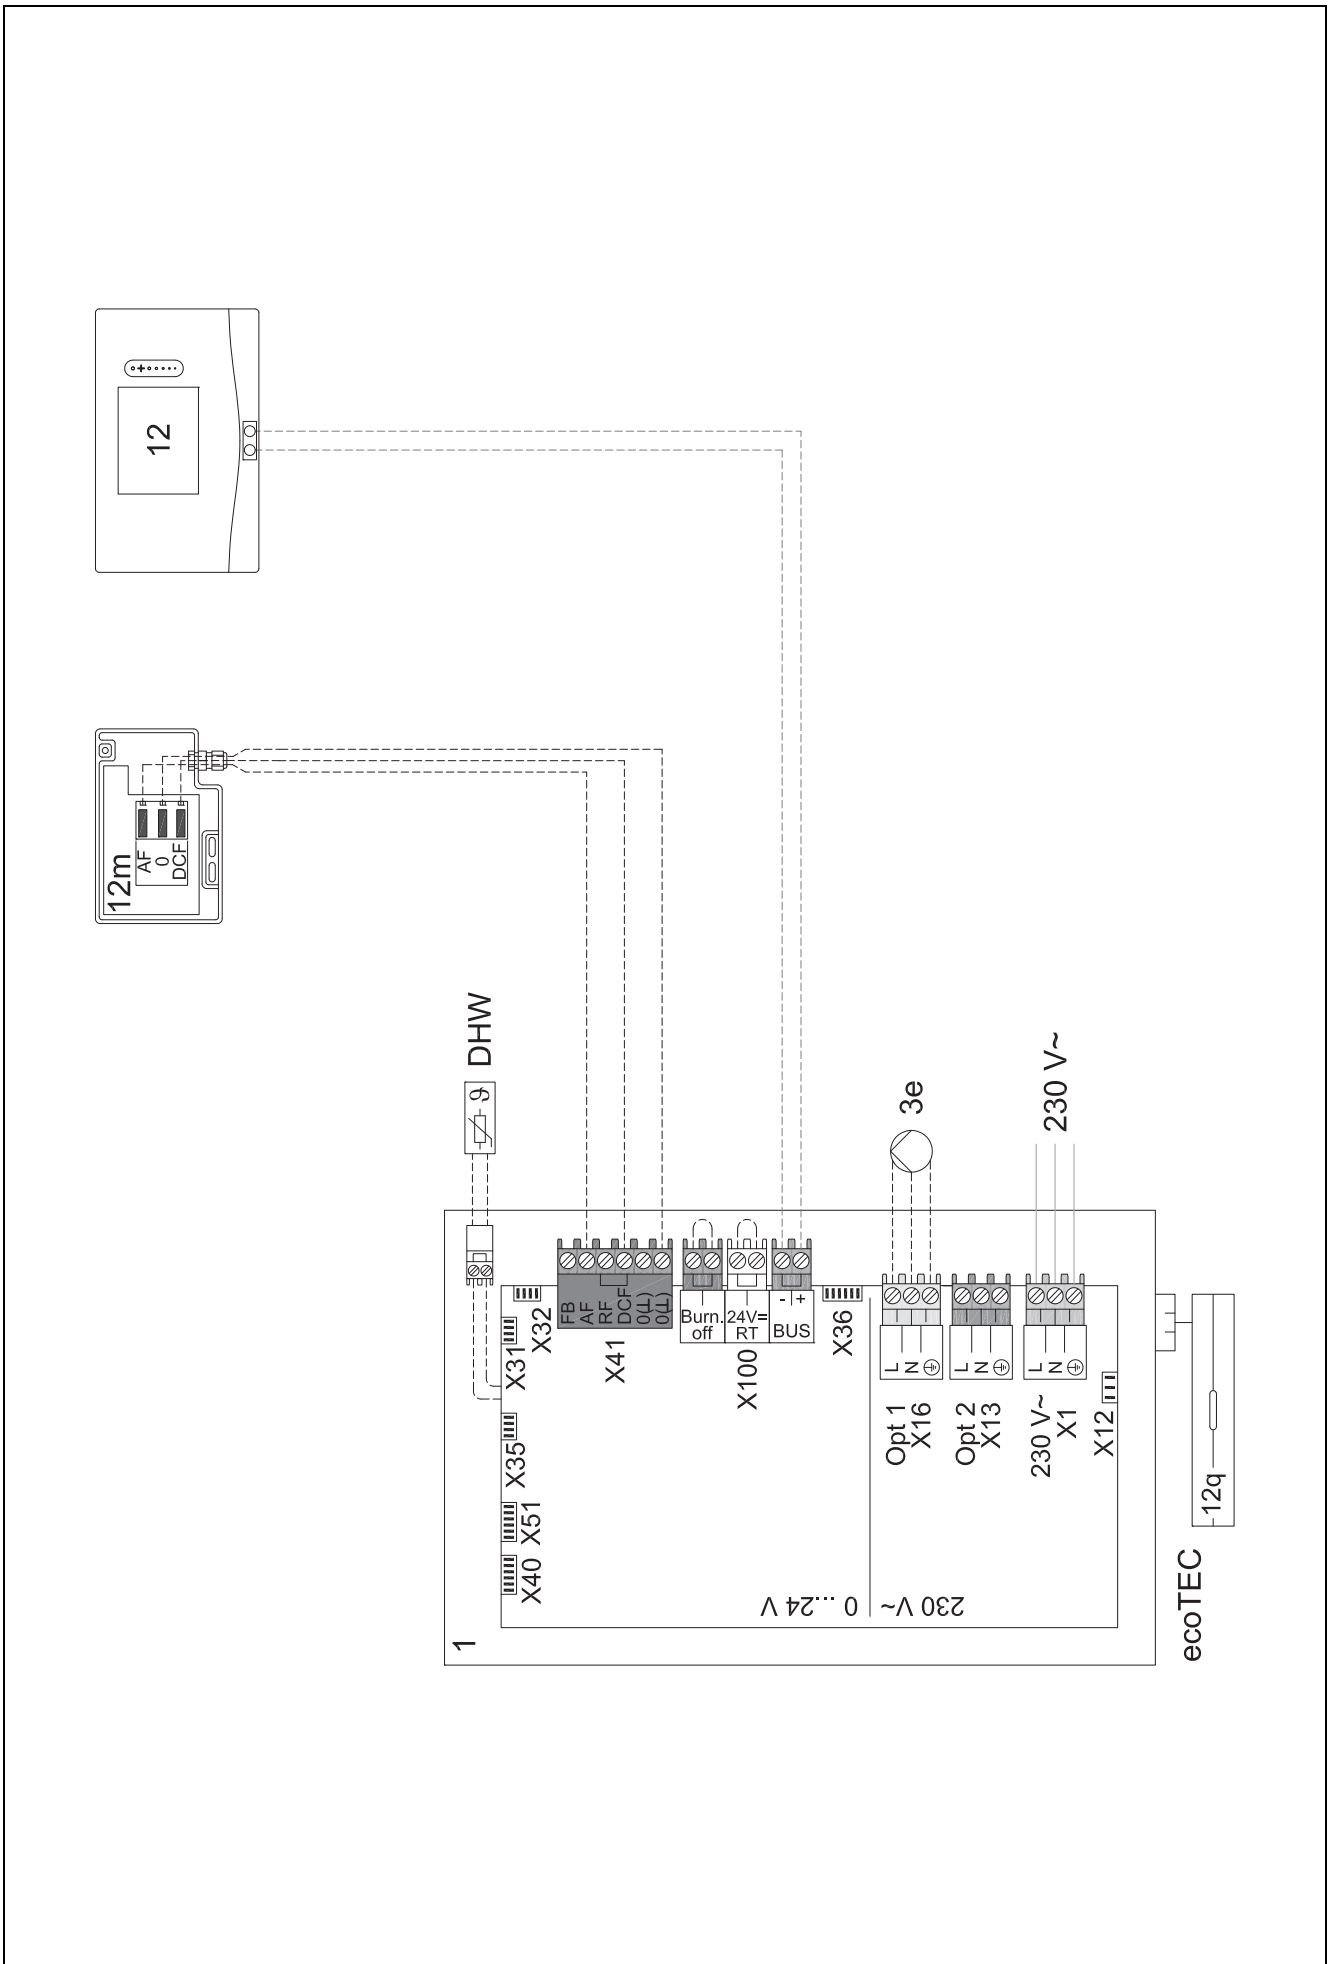 12
12m
AF
0
DCF
DHW
ϑ
3e
230 V~
FB
AF
RF
DCF
0(⊥)
0(⊥)
X41
Burn.
off
24V=
RT
X100
- +
BUS
X32
X31
X35
X51
X40
X36
L
N
Opt 1
X16
L
N
Opt 2
X13
L
N
230 V~
X1
X12
0...24 V
230 V~
1
12q
ecoTEC